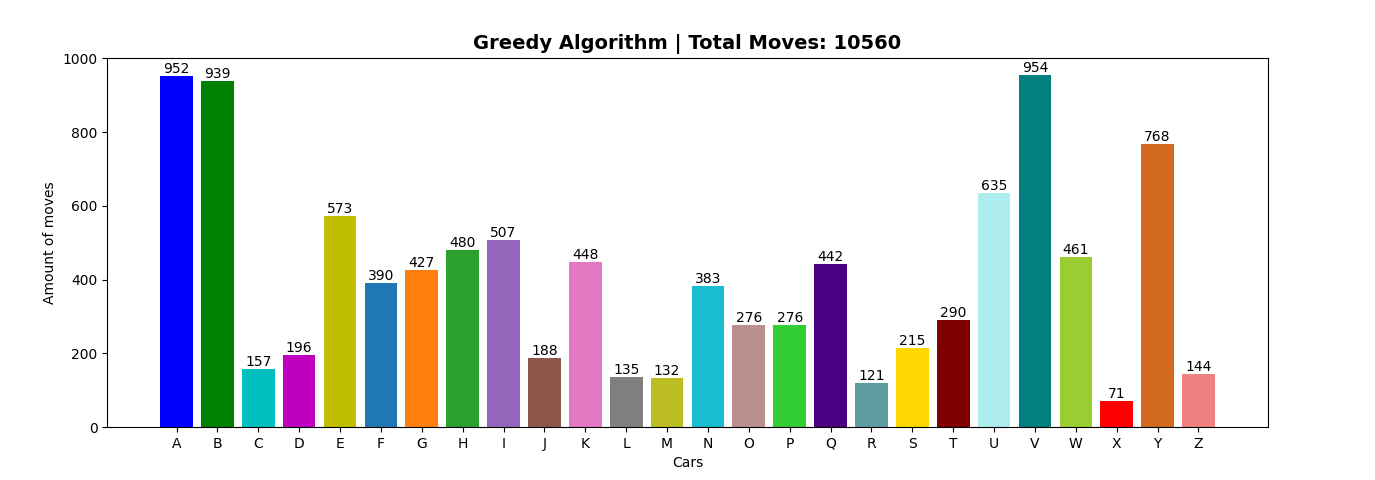 Greedy Algorithm | Total Moves: 10560
Amount of moves
1000
800
600
400
200
0
952 939 157 196 573 390 427 480 507 188 448 135 132 383 276 276 442 121 215 290 635 954 461 71 768 144
A B C D E F G H I J K L M N O P Q R S T U V W X Y Z
Cars